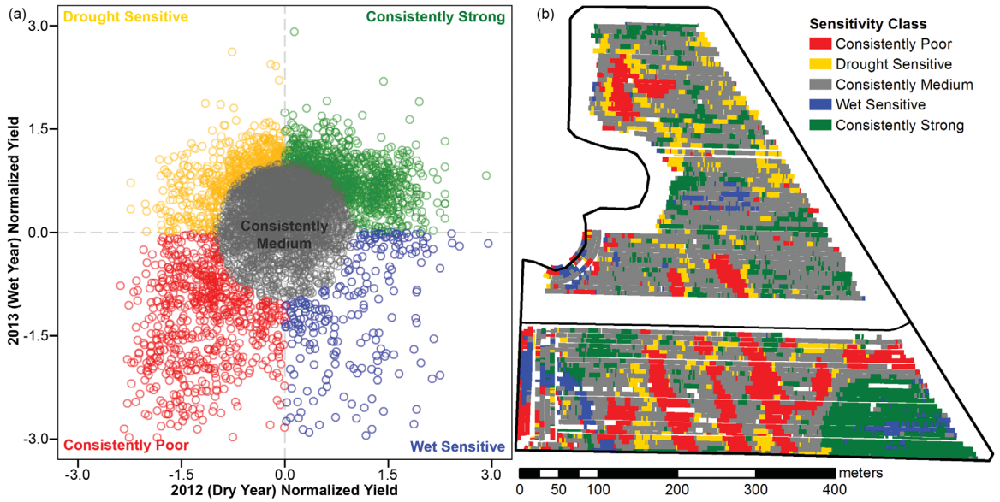 (a)
Drought Sensitive
Consistently Strong
3.0
1.5
0.0
-1.5
-3.0
2013 (Wet Year) Normalized Yield
Consistently
Medium
Consistently Poor
Wet Sensitive
-3.0 -1.5 0.0 1.5 3.0
2012 (Dry Year) Normalized Yield
(b)
Sensitivity Class
Consistently Poor
Drought Sensitive
Consistently Medium
Wet Sensitive
Consistently Strong
meters
0 50 100 200 300 400